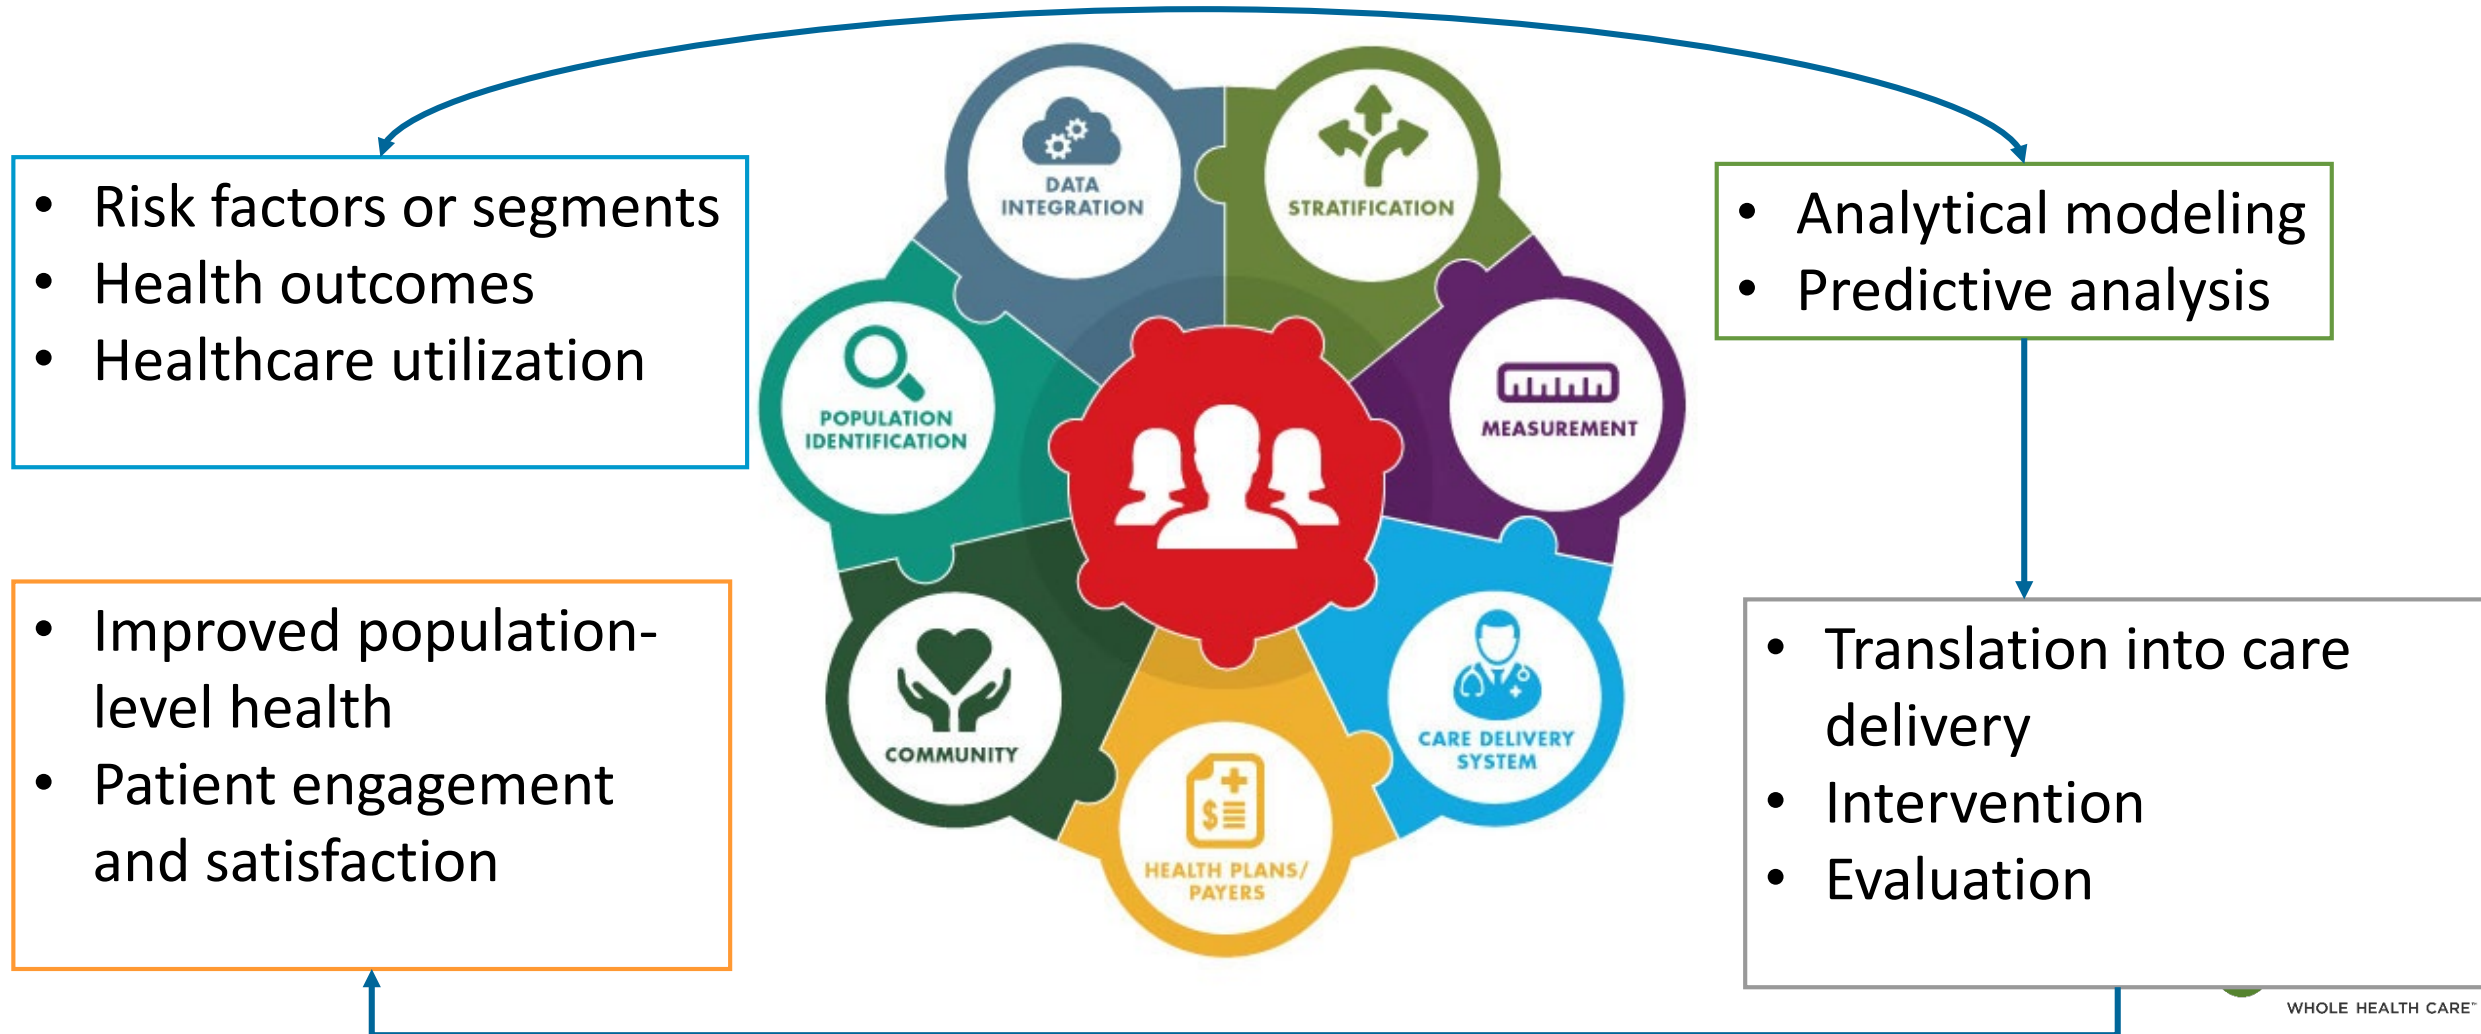 • Risk factors or segments
• Health outcomes
• Healthcare utilization
• Improved population-
level health
• Patient engagement
and satisfaction
DATA
INTEGRATION
STRATIFICATION
POPULATION
IDENTIFICATION
MEASUREMENT
COMMUNITY
CARE DELIVERY
SYSTEM
$
HEALTH PLANS/
PAYERS
• Analytical modeling
• Predictive analysis
• Translation into care
delivery
• Intervention
• Evaluation
WHOLE HEALTH CARE™